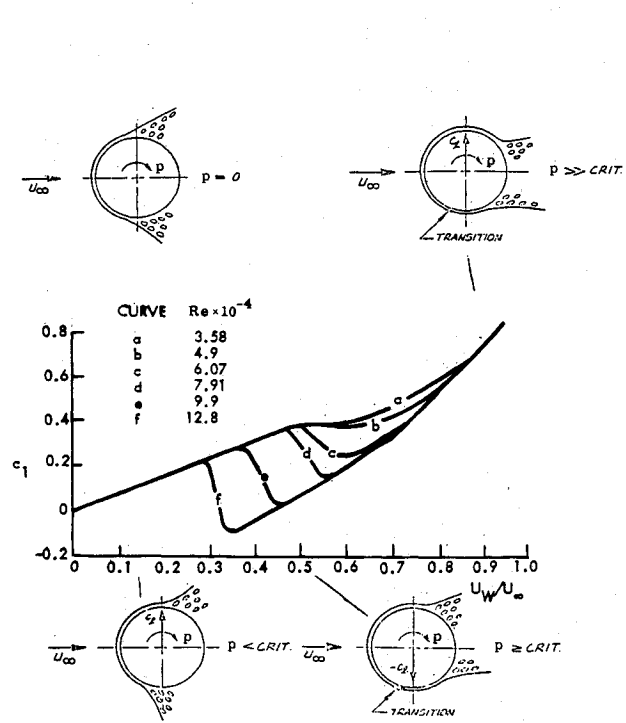 U∞
p
p = 0
U∞
c_ℓ
p
p ≫ CRIT.
TRANSITION
CURVE Re×10⁻⁴
a 3.58
b 4.9
c 6.07
d 7.91
e 9.9
f 12.8
0.8
0.6
0.4
0.2
0
-0.2
c₁
a
b
c
d
e
f
0 0.1 0.2 0.3 0.4 0.5 0.6 0.7 0.8 0.9 1.0
U_W/U∞
U∞
c_ℓ
p
p < CRIT.
U∞
p
-c_ℓ
p ≥ CRIT.
TRANSITION